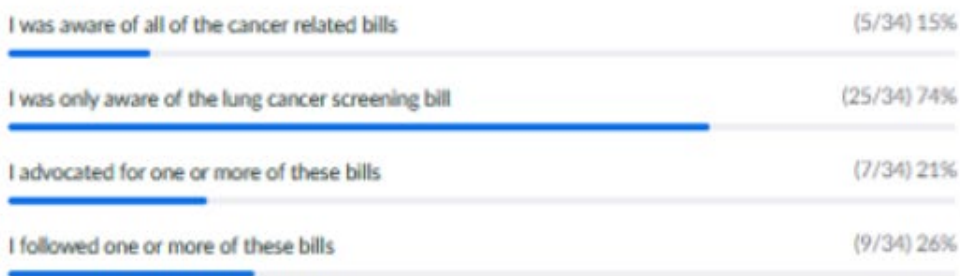 I was aware of all of the cancer related bills (5/34) 15%
I was only aware of the lung cancer screening bill (25/34) 74%
I advocated for one or more of these bills (7/34) 21%
I followed one or more of these bills (9/34) 26%